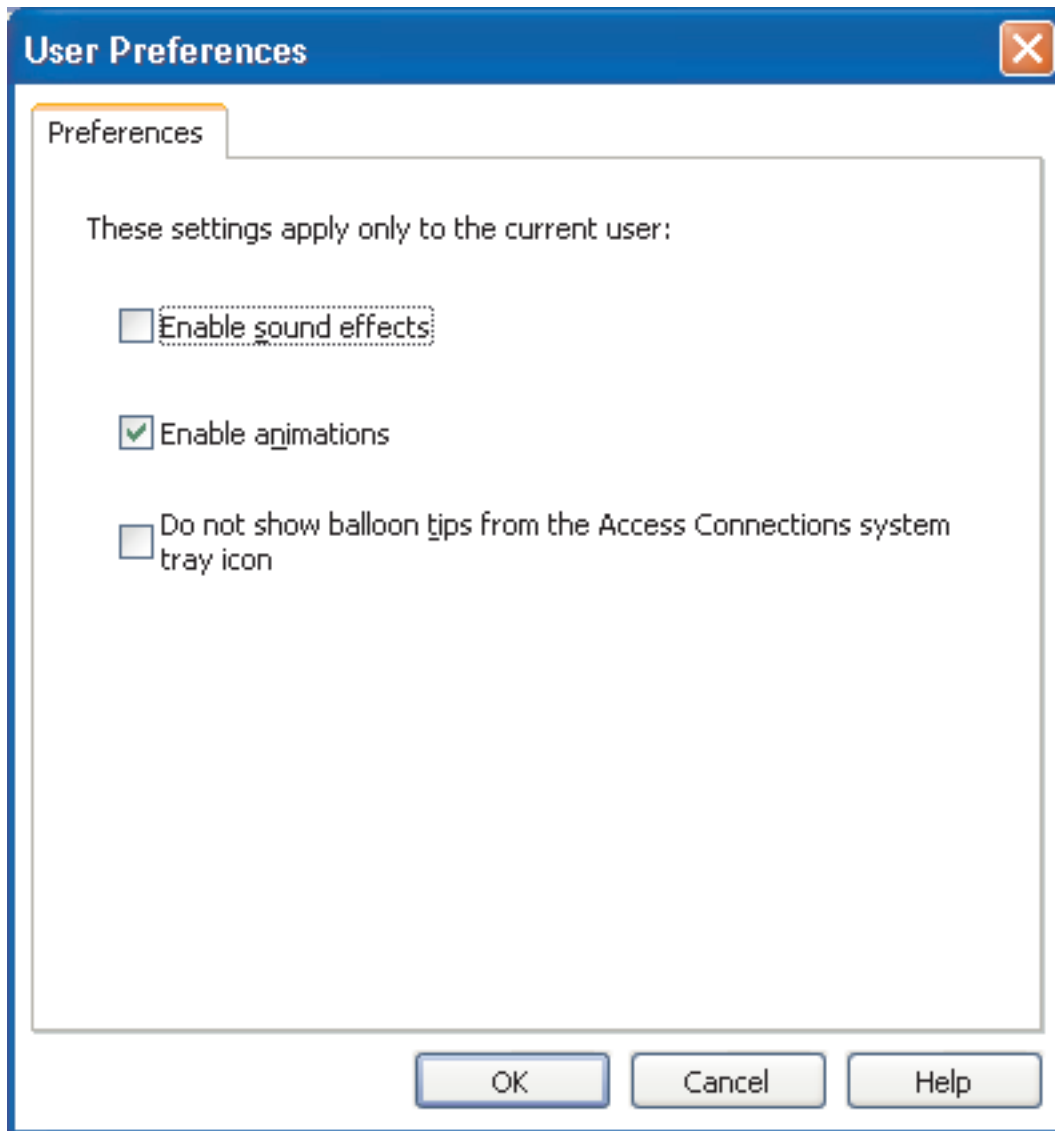 User Preferences
Preferences
These settings apply only to the current user:
Enable sound effects
Enable animations
Do not show balloon tips from the Access Connections system
tray icon
OK Cancel Help